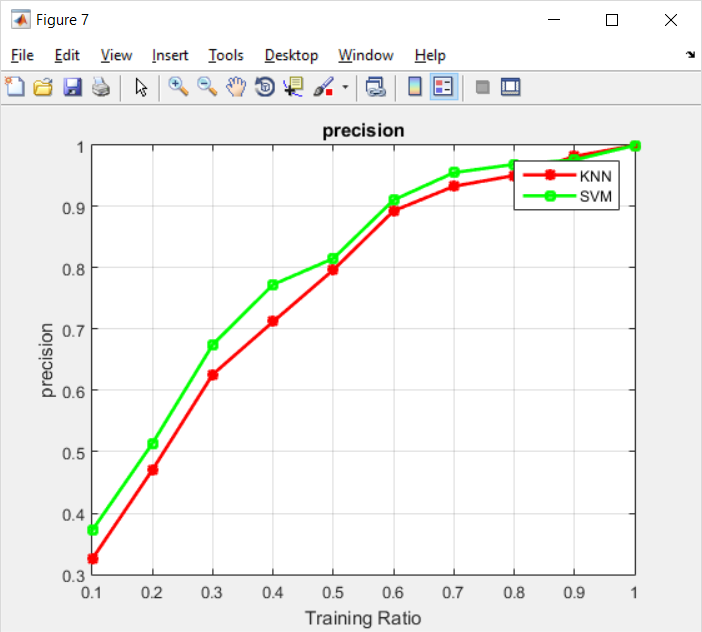 Figure 7
File Edit View Insert Tools Desktop Window Help
precision
1
0.9
0.8
0.7
0.6
0.5
0.4
0.3
precision
KNN
SVM
0.1 0.2 0.3 0.4 0.5 0.6 0.7 0.8 0.9 1
Training Ratio